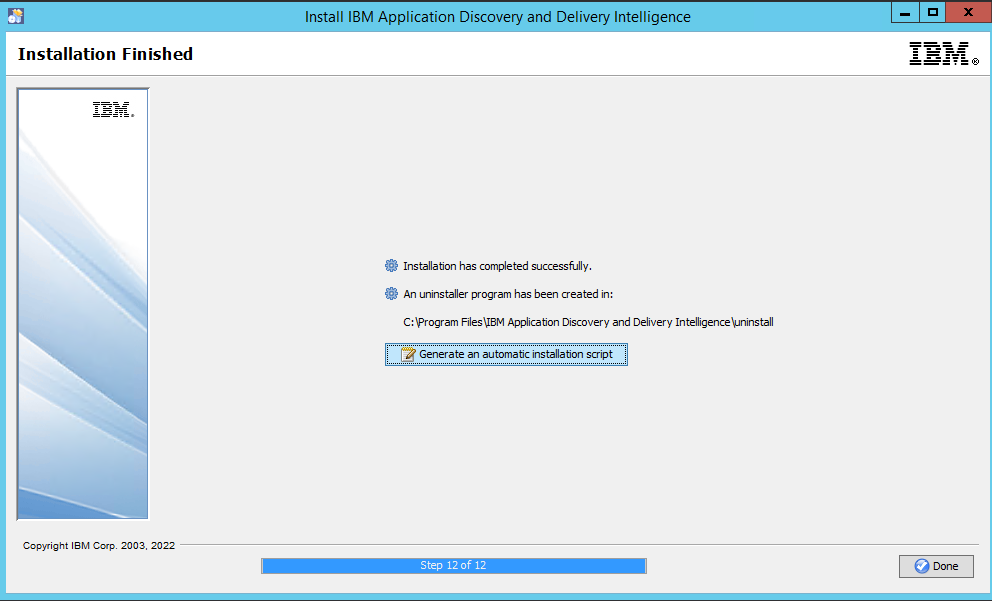 Install IBM Application Discovery and Delivery Intelligence
Installation Finished
IBM®
IBM.
Installation has completed successfully.
An uninstaller program has been created in:
C:\Program Files\IBM Application Discovery and Delivery Intelligence\uninstall
Generate an automatic installation script
Copyright IBM Corp. 2003, 2022
Step 12 of 12
Done